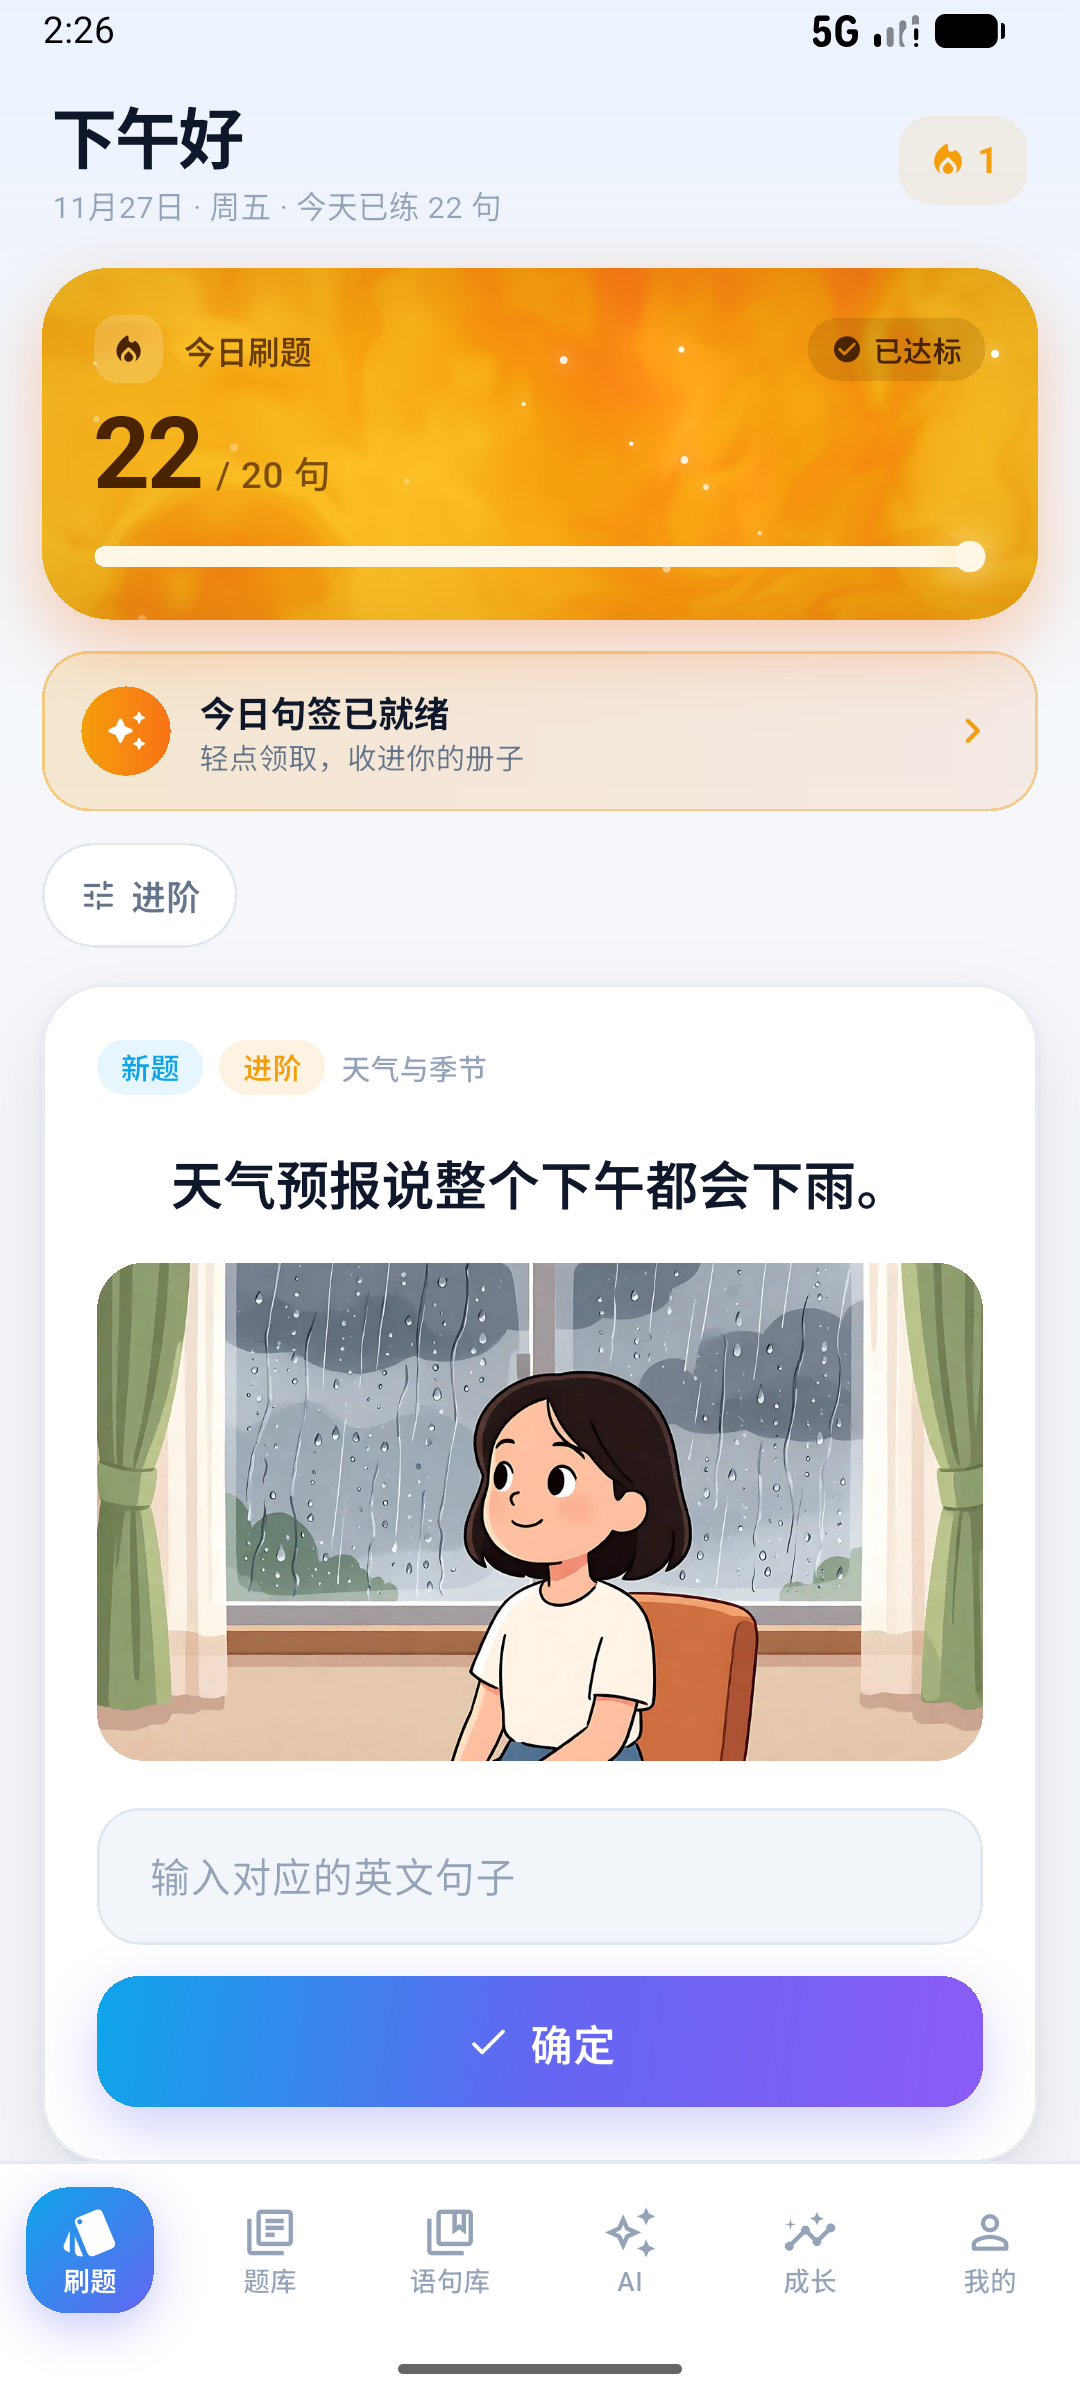 2:26
5G
下午好
1
11月27日 · 周五 · 今天已练 22 句
今日刷题
已达标
22 / 20 句
今日句签已就绪
轻点领取，收进你的册子
进阶
新题 进阶 天气与季节
天气预报说整个下午都会下雨。
输入对应的英文句子
确定
刷题 题库 语句库 AI 成长 我的